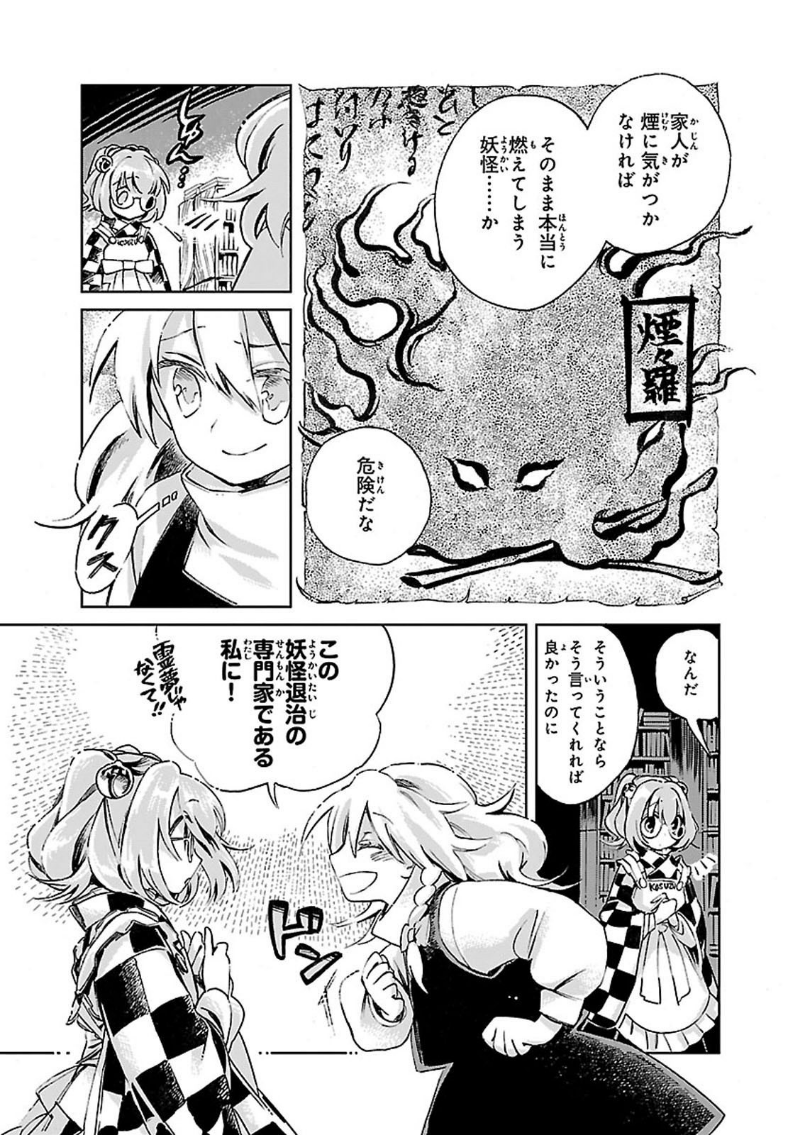 家人が
煙に気がつか
なければ
そのまま本当に
燃えてしまう
妖怪……か
煙々羅
危険だな
しゅん…
クス
なんだ
そういうことなら
そう言ってくれれば
良かったのに
KOSUZU
この
妖怪退治の
専門家である
私に！
霊夢じゃ
なくて!!
ドン